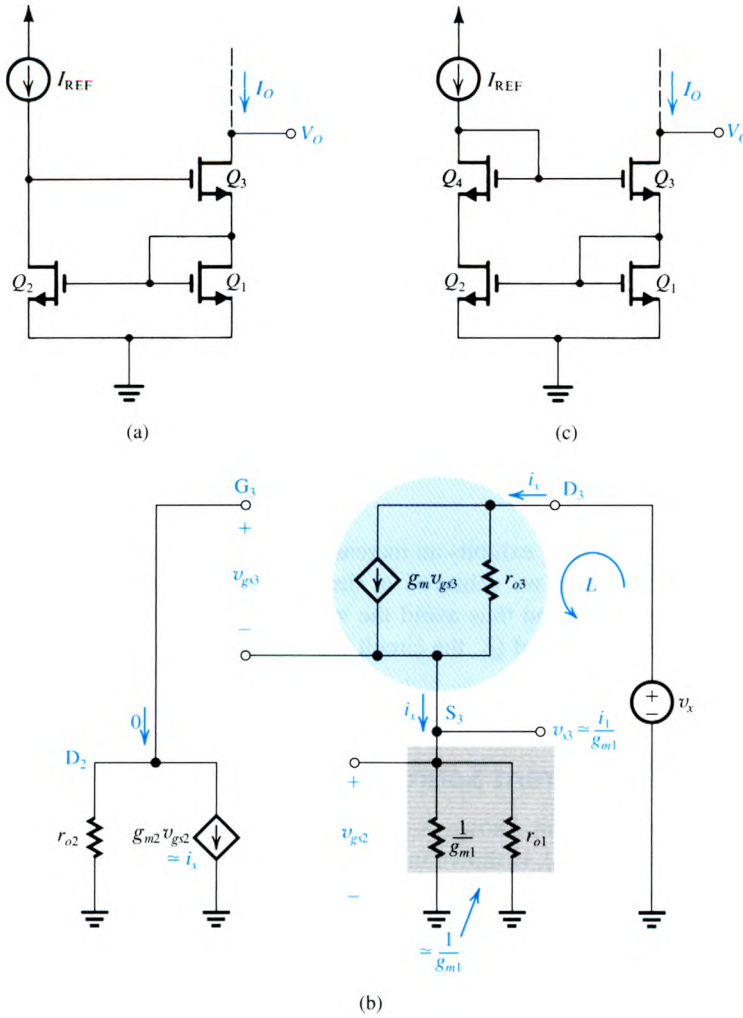 I_REF
I_O
V_O
Q_3
Q_2
Q_1
(a)
I_REF
I_O
V_O
Q_4
Q_3
Q_2
Q_1
(c)
G_3
+
v_gs3
−
i_x
D_3
g_m v_gs3
r_o3
L
+
−
v_x
i_x
S_3
v_s3 ≃ i_1/g_m1
0
D_2
r_o2
g_m2 v_gs2
≃ i_x
+
v_gs2
−
1/g_m1
r_o1
≃ 1/g_m1
(b)